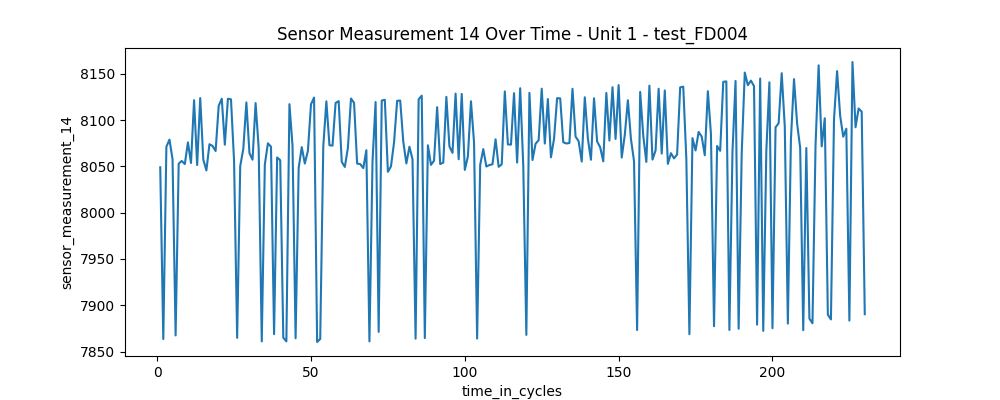 Sensor Measurement 14 Over Time - Unit 1 - test_FD004
sensor_measurement_14
8150
8100
8050
8000
7950
7900
7850
0 50 100 150 200
time_in_cycles